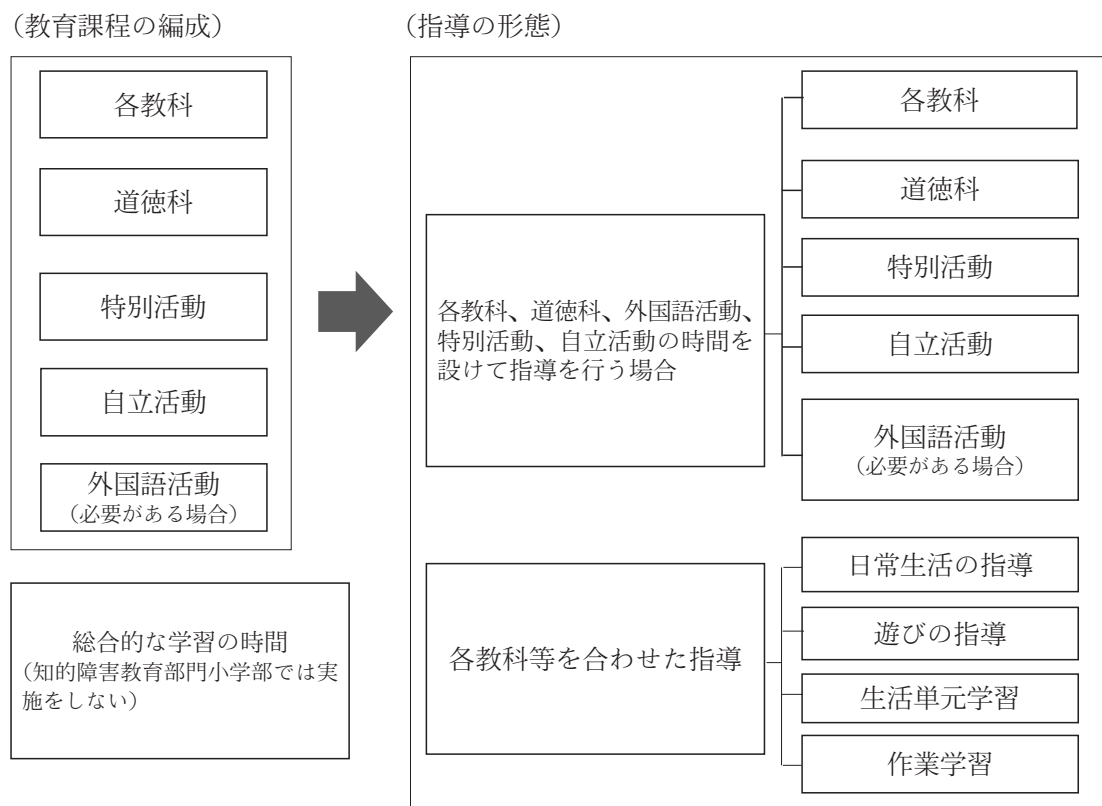 （教育課程の編成）
各教科
道徳科
特別活動
自立活動
外国語活動
（必要がある場合）
総合的な学習の時間
（知的障害教育部門小学部では実
施をしない）
（指導の形態）
各教科、道徳科、外国語活動、
特別活動、自立活動の時間を
設けて指導を行う場合
各教科
道徳科
特別活動
自立活動
外国語活動
（必要がある場合）
各教科等を合わせた指導
日常生活の指導
遊びの指導
生活単元学習
作業学習